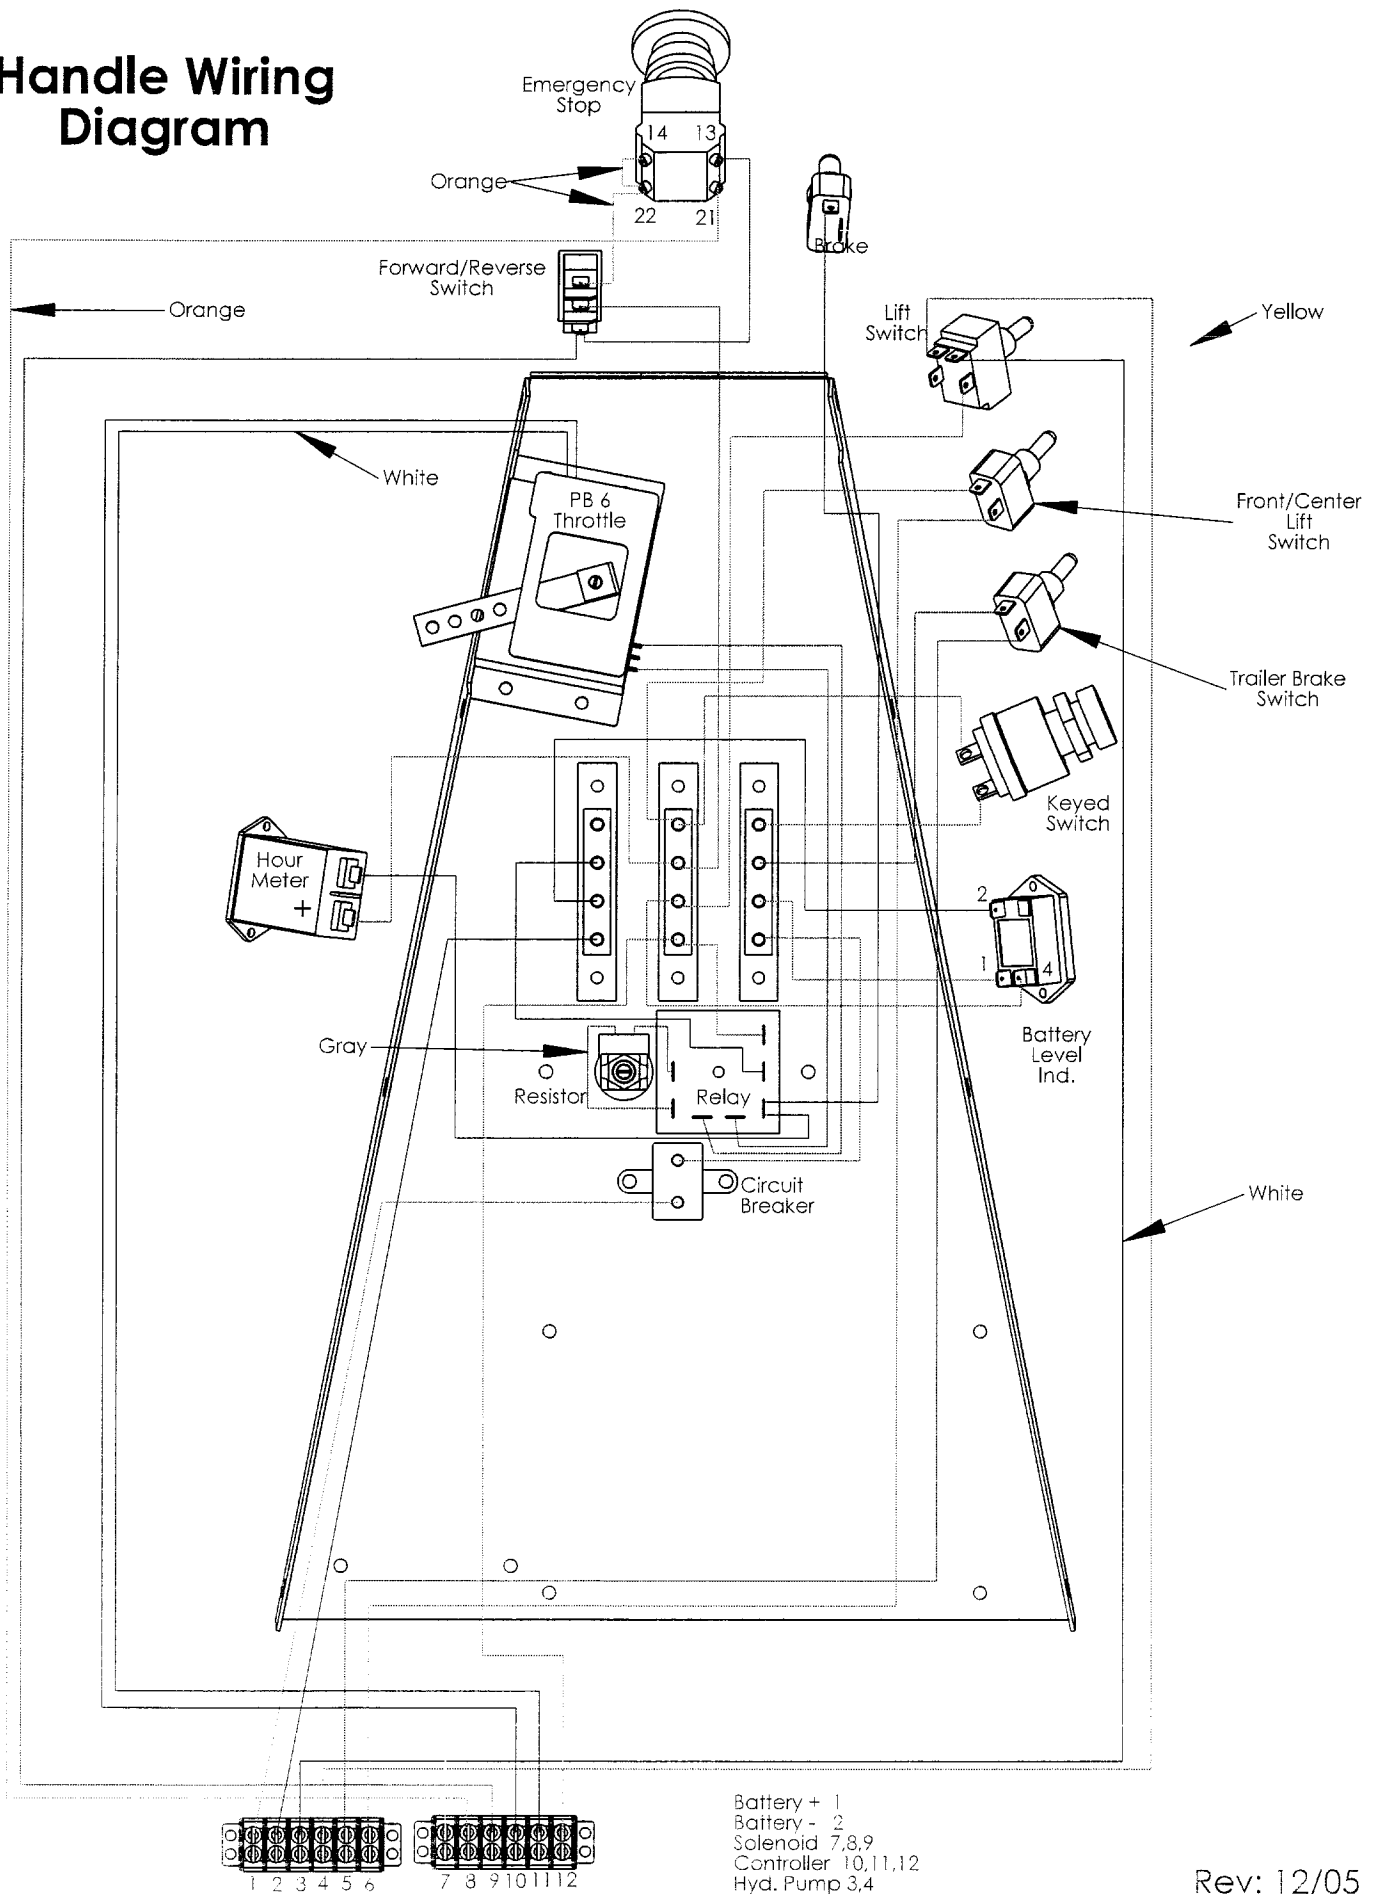 Handle Wiring
Diagram
Emergency
Stop
14 13
Orange
22 21
Brake
Forward/Reverse
Switch
Orange
Lift
Switch
Yellow
White
PB 6
Throttle
Front/Center
Lift
Switch
Trailer Brake
Switch
Keyed
Switch
Hour
Meter
+
2
1
4
Battery
Level
Ind.
Gray
Resistor
Relay
Circuit
Breaker
White
Battery + 1
Battery - 2
Solenoid 7,8,9
Controller 10,11,12
Hyd. Pump 3,4
1 2 3 4 5 6
7 8 9 10 11 12
Rev: 12/05